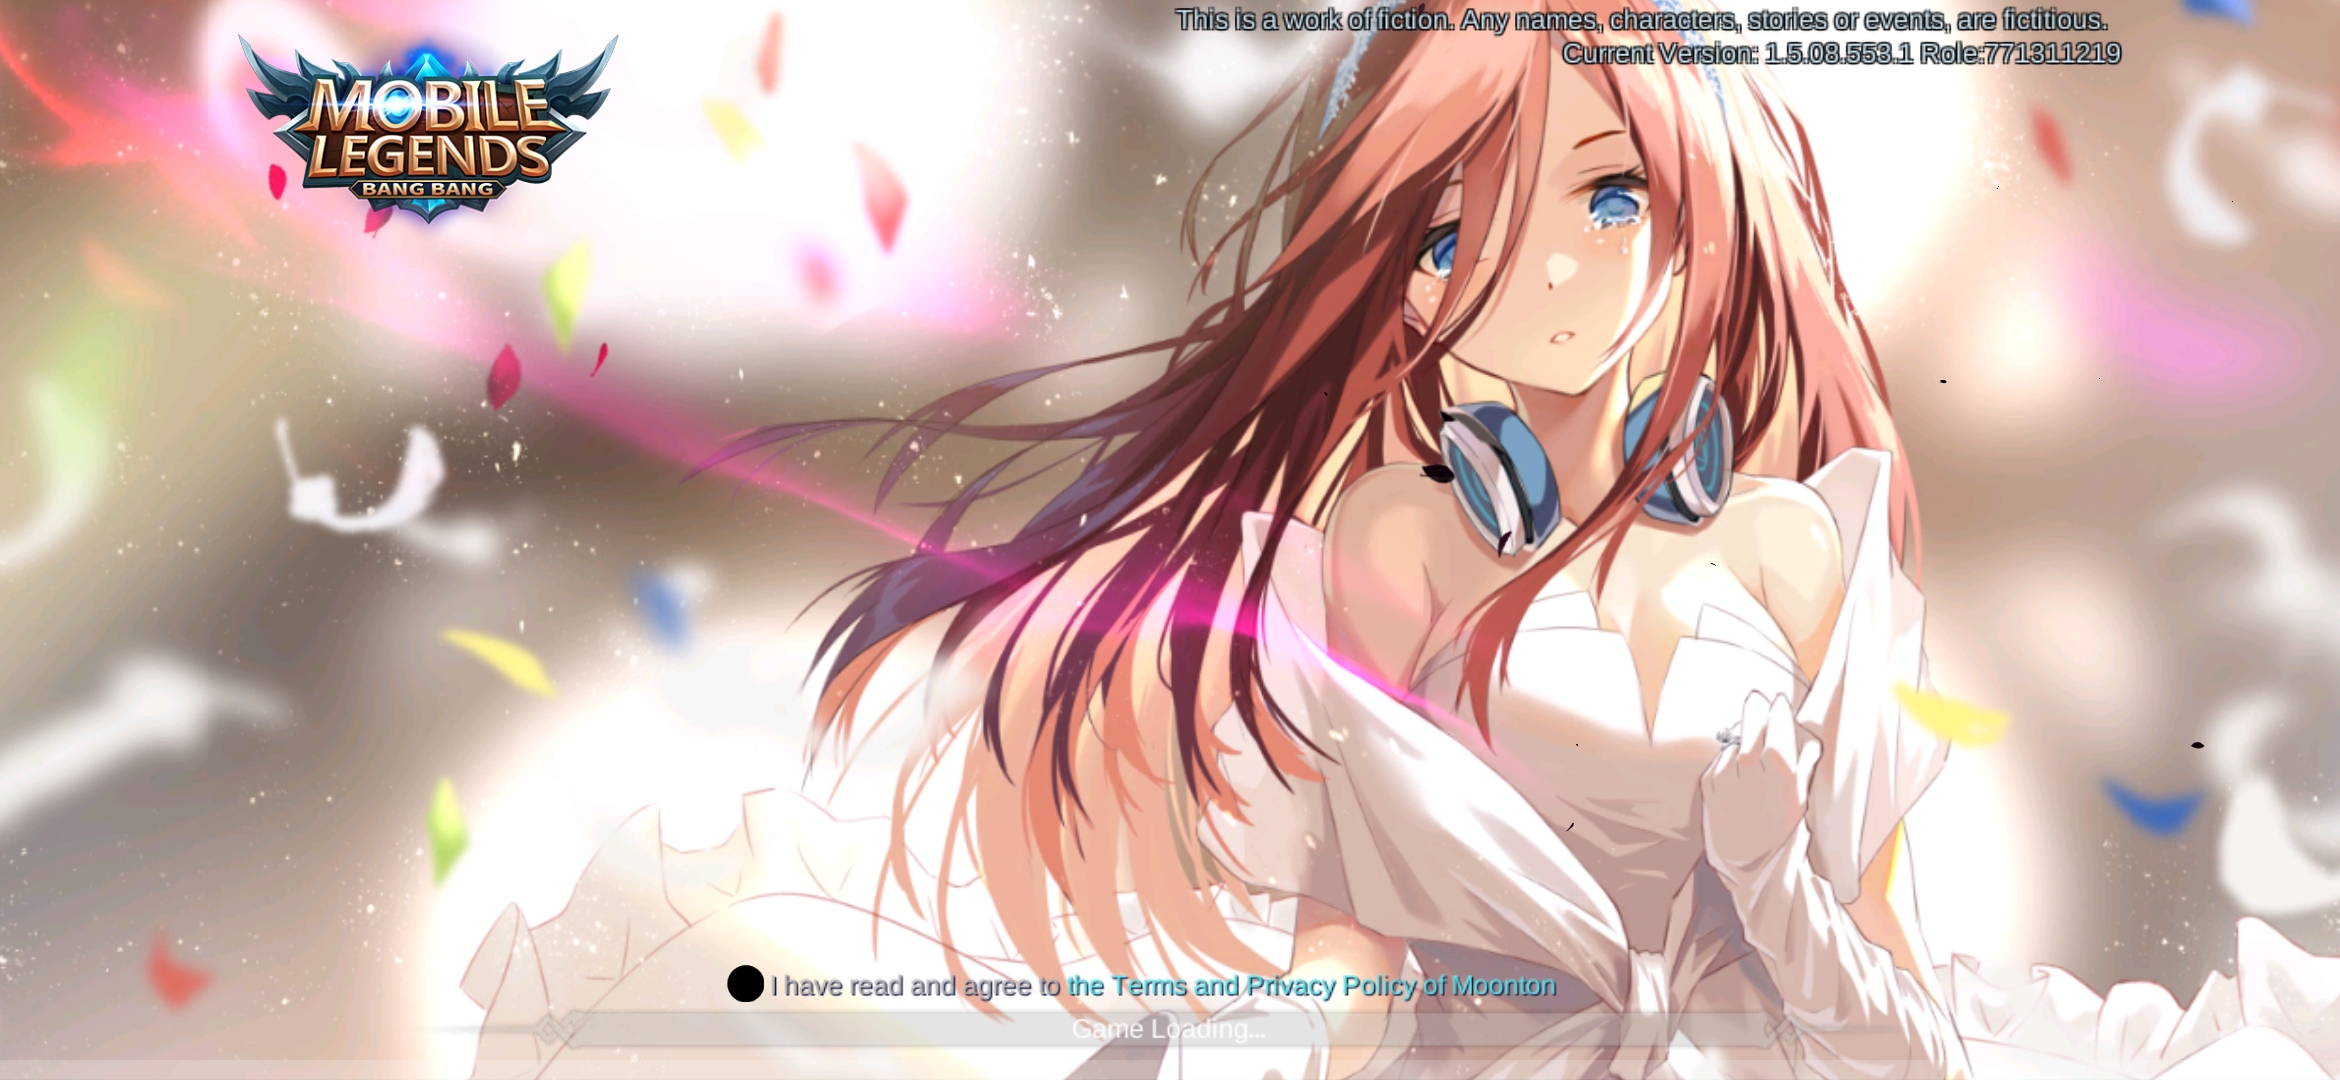 This is a work of fiction. Any names, characters, stories or events, are fictitious.
Current Version: 1.5.08.553.1 Role:771311219
MOBILE
LEGENDS
BANG BANG
I have read and agree to the Terms and Privacy Policy of Moonton
Game Loading...